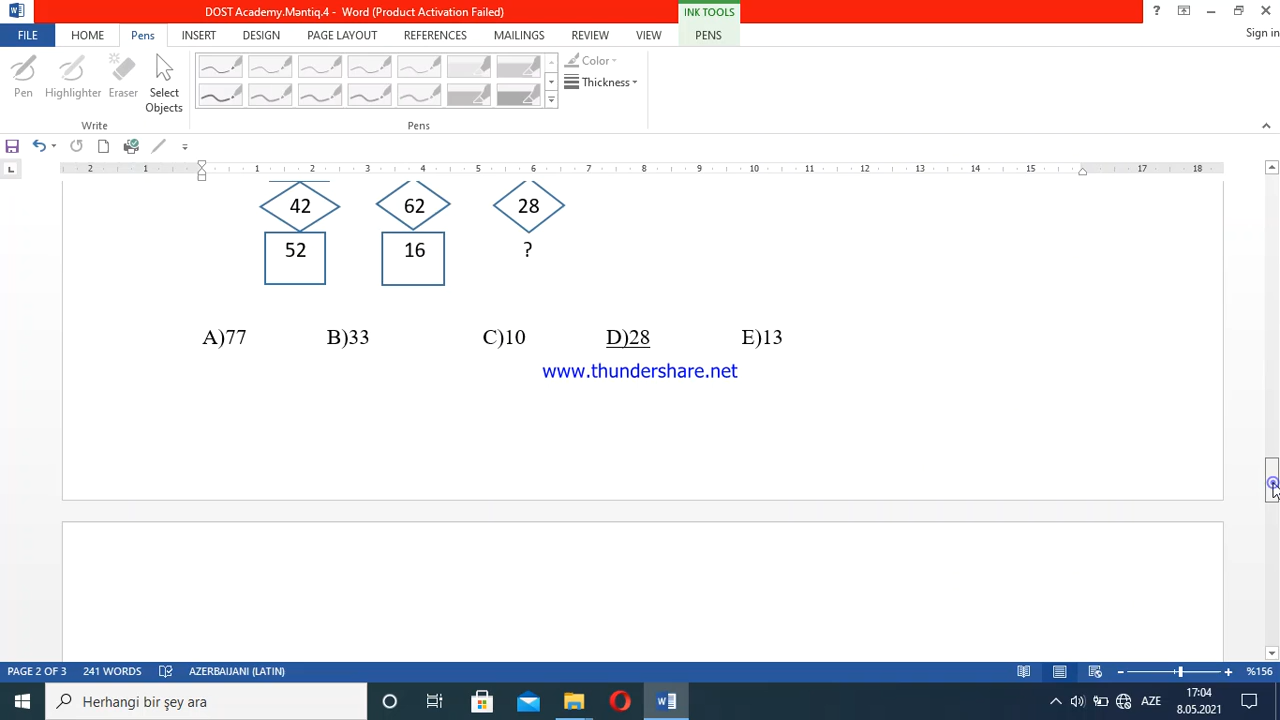 DOST Academy.Məntiq.4 - Word (Product Activation Failed)
INK TOOLS
? 
FILE HOME Pens INSERT DESIGN PAGE LAYOUT REFERENCES MAILINGS REVIEW VIEW PENS Sign in
Pen Highlighter Eraser Select Objects
Color
Thickness
Write Pens
2 1 1 2 3 4 5 6 7 8 9 10 11 12 13 14 15 17 18
42 62 28
52 16 ?
A)77 B)33 C)10 D)28 E)13
www.thundershare.net
PAGE 2 OF 3 241 WORDS AZERBAIJANI (LATIN) %156
Herhangi bir şey ara
AZE
17:04
8.05.2021